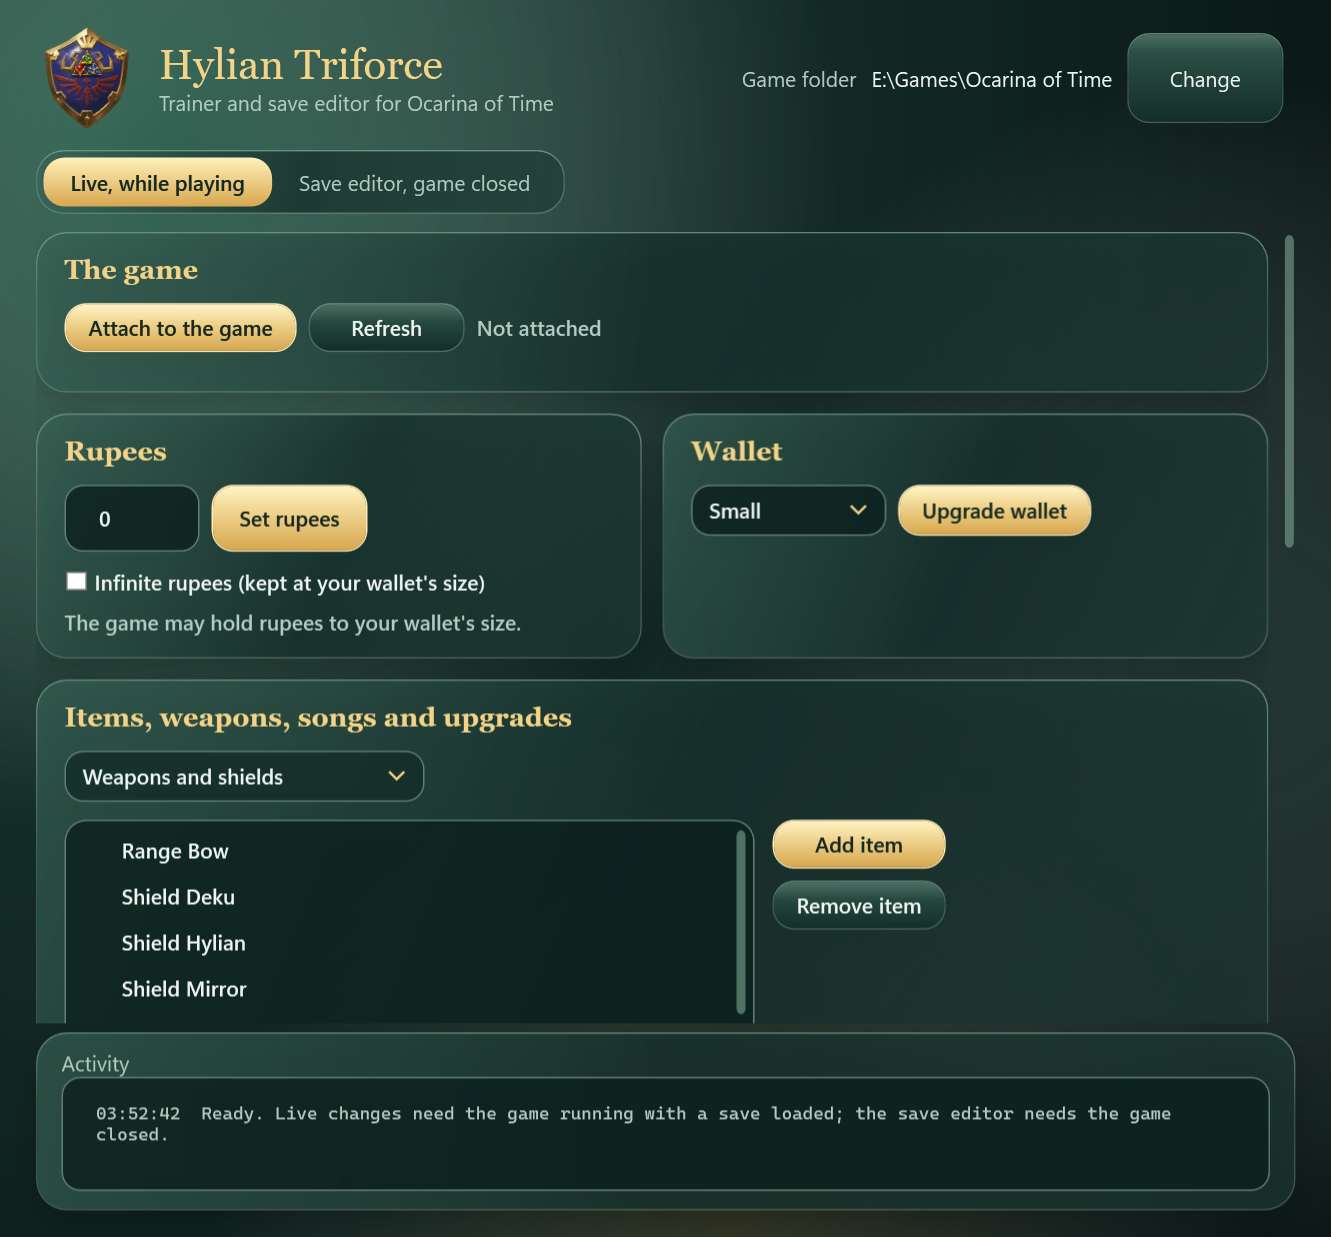 Hylian Triforce
Trainer and save editor for Ocarina of Time
Game folder E:\Games\Ocarina of Time Change
Live, while playing Save editor, game closed
The game
Attach to the game Refresh Not attached
Rupees
0 Set rupees
Infinite rupees (kept at your wallet's size)
The game may hold rupees to your wallet's size.
Wallet
Small Upgrade wallet
Items, weapons, songs and upgrades
Weapons and shields
Range Bow
Shield Deku
Shield Hylian
Shield Mirror
Add item
Remove item
Activity
03:52:42 Ready. Live changes need the game running with a save loaded; the save editor needs the game
closed.